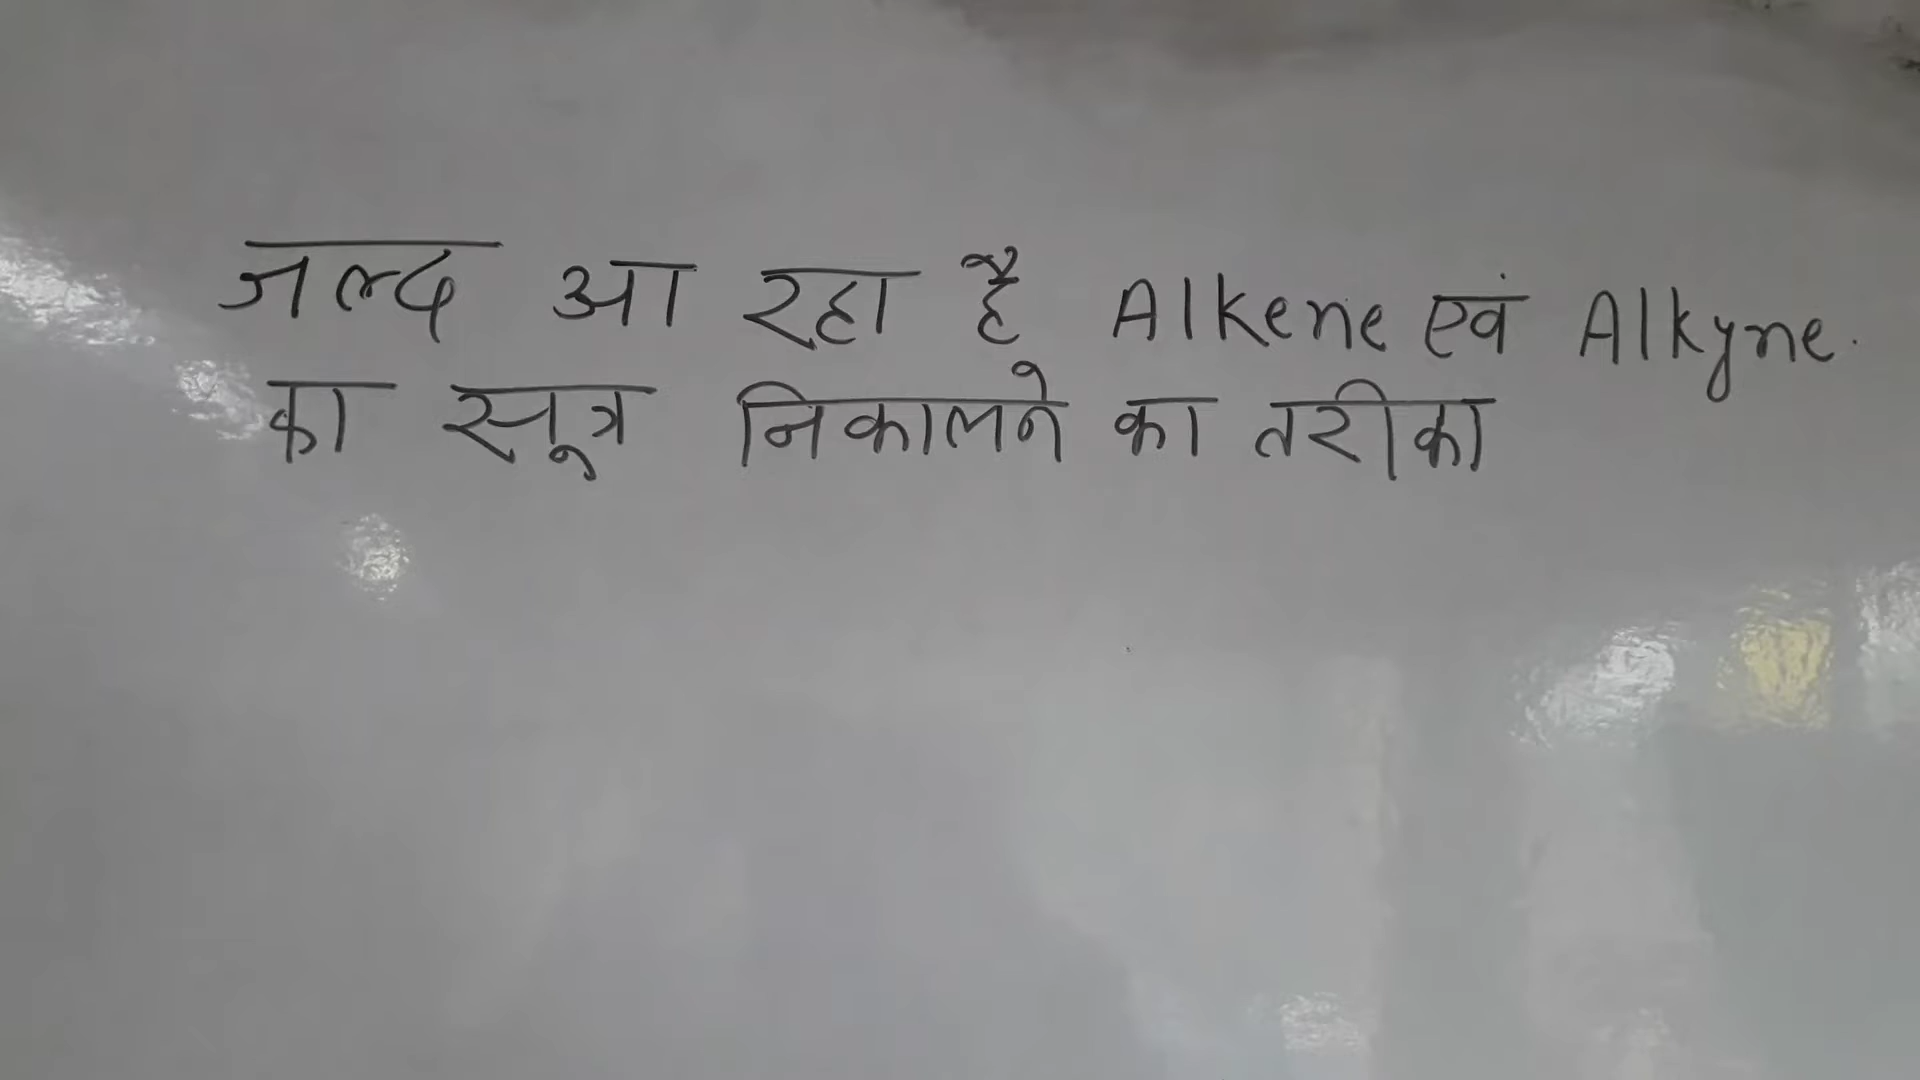 जल्द आ रहा है Alkene एवं Alkyne.
का सूत्र निकालने का तरीका